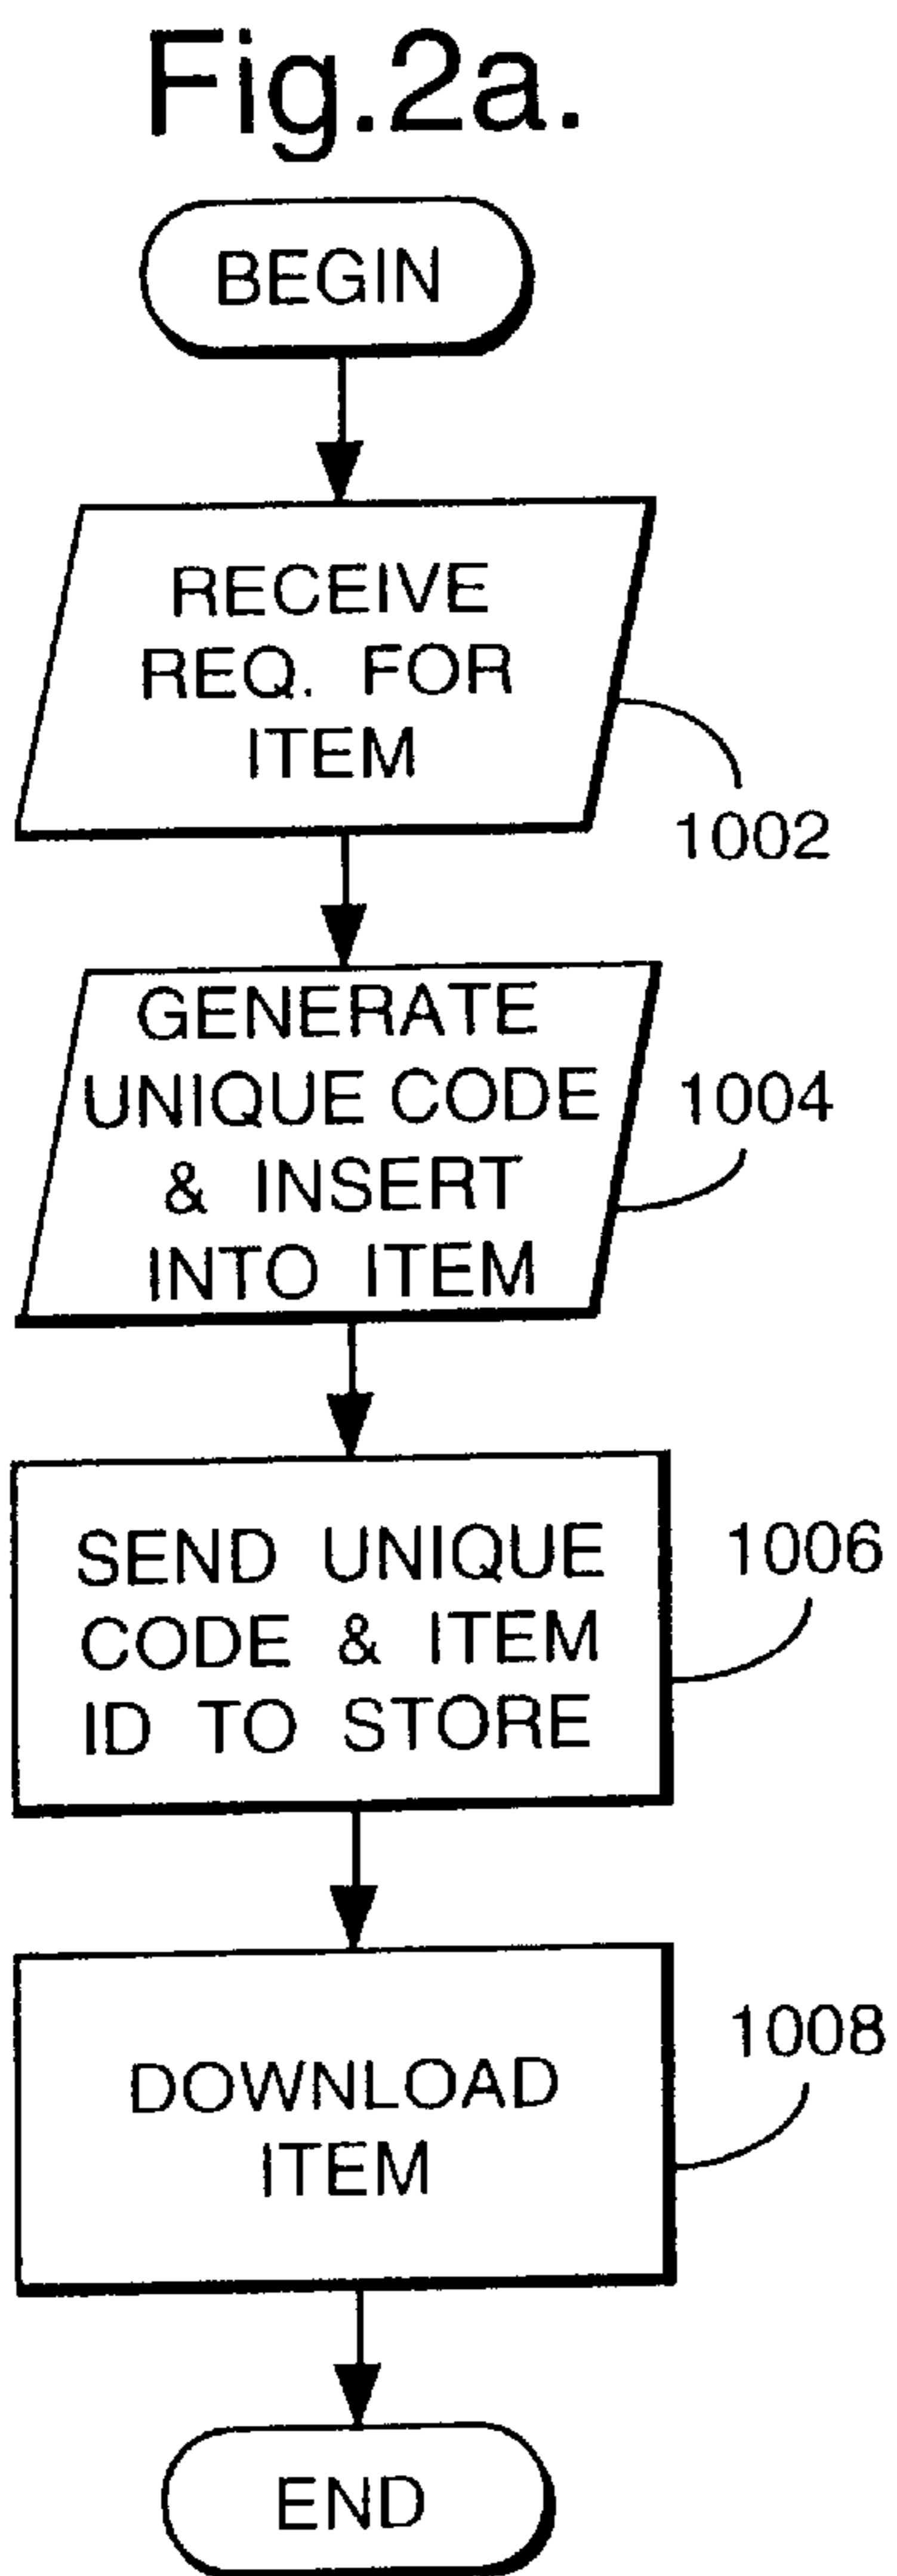 Fig.2a.
BEGIN
RECEIVE
REQ. FOR
ITEM
1002
GENERATE
UNIQUE CODE
& INSERT
INTO ITEM
1004
SEND UNIQUE
CODE & ITEM
ID TO STORE
1006
DOWNLOAD
ITEM
1008
END